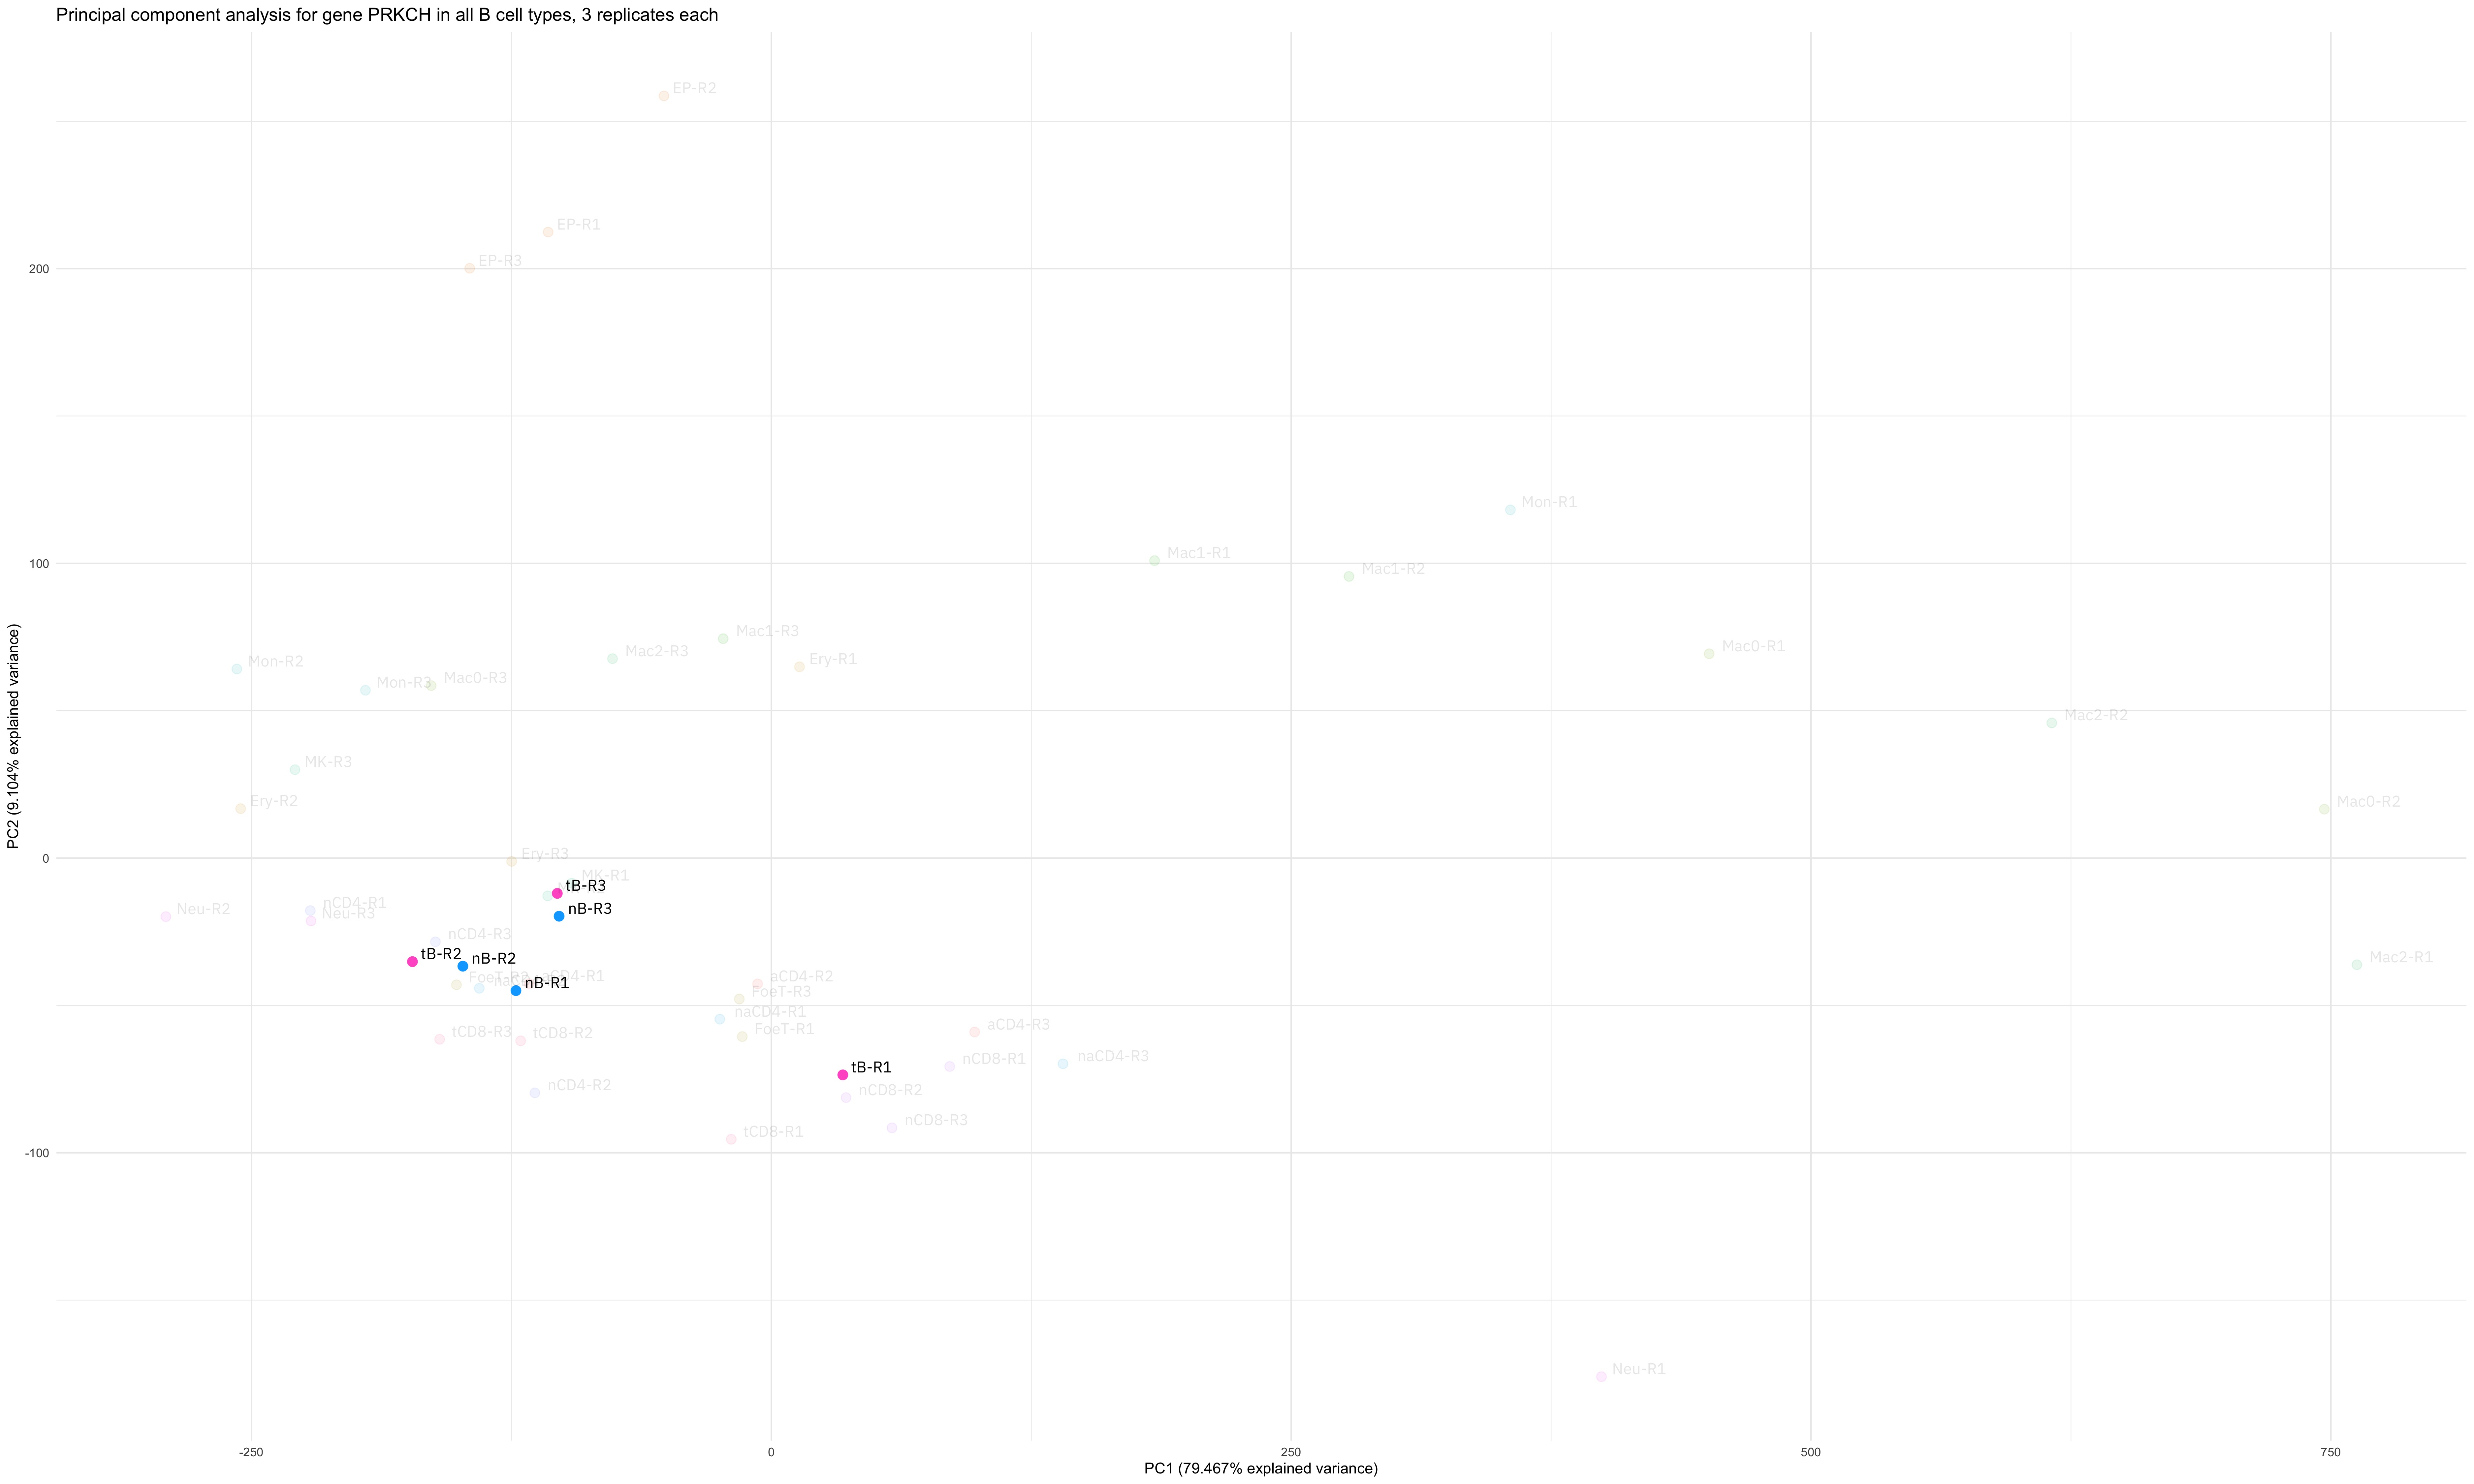 Principal component analysis for gene PRKCH in all B cell types, 3 replicates each
EP-R2
EP-R1
EP-R3
200
Mon-R1
Mac1-R1
Mac1-R2
100
Mac1-R3
Mac2-R3
Ery-R1
Mac0-R1
Mon-R2
Mon-R3
Mac0-R3
Mac2-R2
MK-R3
Ery-R2
Mac0-R2
0
Ery-R3
MK-R1
tB-R3
nB-R3
nCD4-R1
Neu-R2
Neu-R3
nCD4-R3
tB-R2
nB-R2
Mac2-R1
aCD4-R1
aCD4-R2
nB-R1
FoeT-R3
naCD4-R1
FoeT-R1
aCD4-R3
tCD8-R3
tCD8-R2
nCD8-R1
naCD4-R3
tB-R1
nCD4-R2
nCD8-R2
nCD8-R3
tCD8-R1
-100
Neu-R1
-250
0
250
500
750
PC1 (79.467% explained variance)
PC2 (9.104% explained variance)